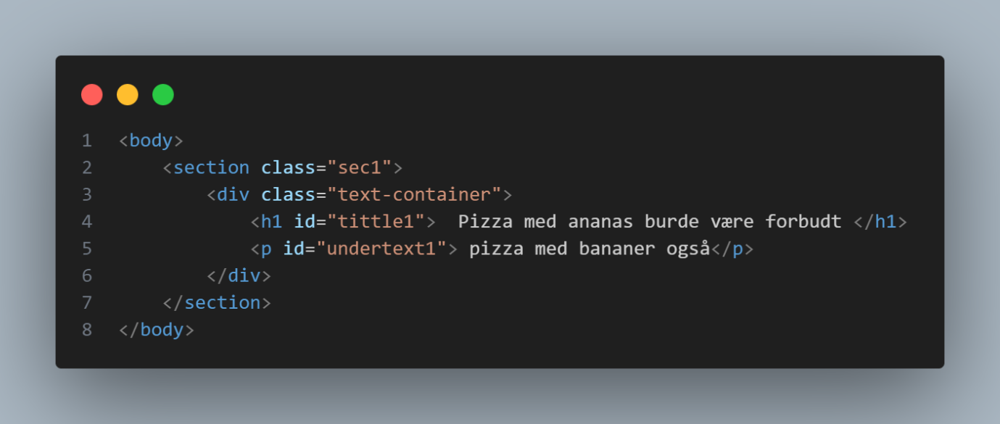 1 <body>
2     <section class="sec1">
3         <div class="text-container">
4             <h1 id="tittle1">  Pizza med ananas burde være forbudt </h1>
5             <p id="undertext1"> pizza med bananer også</p>
6         </div>
7     </section>
8 </body>